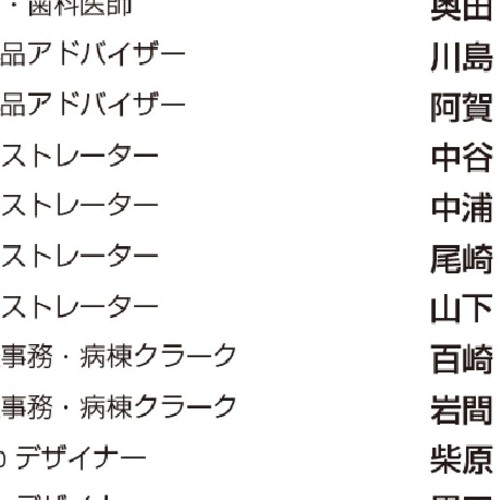 ・歯科医師 奥田
品アドバイザー 川島
品アドバイザー 阿賀
ストレーター 中谷
ストレーター 中浦
ストレーター 尾崎
ストレーター 山下
事務・病棟クラーク 百崎
事務・病棟クラーク 岩間
デザイナー 柴原